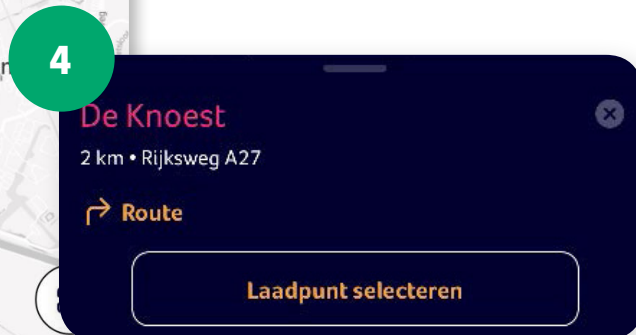 4
De Knoest
2 km • Rijksweg A27
Route
Laadpunt selecteren